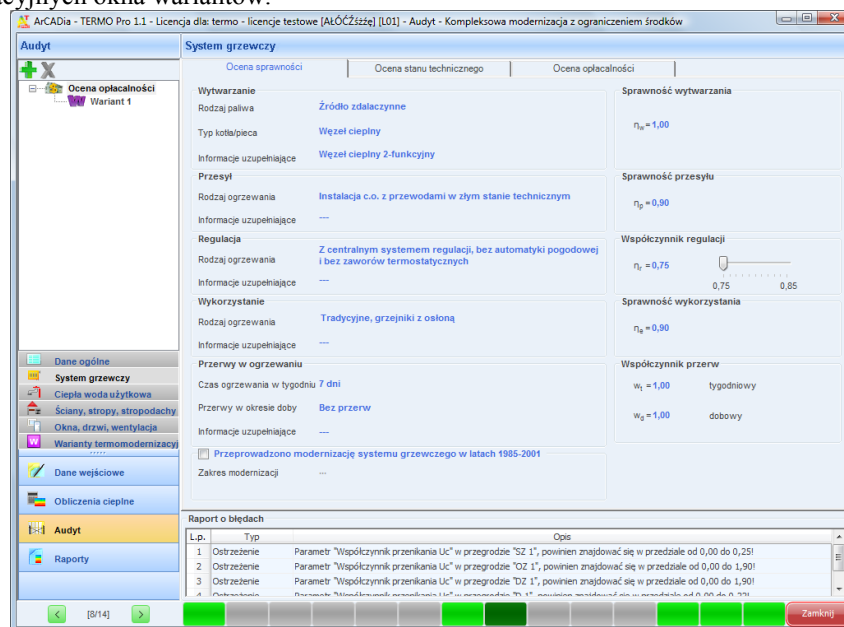 cyjnych okna wariantów.
ArCADia - TERMO Pro 1.1 - Licencja dla: termo - licencje testowe [AŁÓĆŹśżźę] [L01] - Audyt - Kompleksowa modernizacja z ograniczeniem środków
Audyt
System grzewczy
Ocena opłacalności
Wariant 1
Ocena sprawności
Ocena stanu technicznego
Ocena opłacalności
Wytwarzanie
Rodzaj paliwa Źródło zdalaczynne
Typ kotła/pieca Węzeł cieplny
Informacje uzupełniające Węzeł cieplny 2-funkcyjny
Sprawność wytwarzania
ηw = 1,00
Przesył
Rodzaj ogrzewania Instalacja c.o. z przewodami w złym stanie technicznym
Informacje uzupełniające ---
Sprawność przesyłu
ηp = 0,90
Regulacja
Rodzaj ogrzewania Z centralnym systemem regulacji, bez automatyki pogodowej
i bez zaworów termostatycznych
Informacje uzupełniające ---
Współczynnik regulacji
ηr = 0,75
0,75 0,85
Wykorzystanie
Rodzaj ogrzewania Tradycyjne, grzejniki z osłoną
Informacje uzupełniające ---
Sprawność wykorzystania
ηe = 0,90
Przerwy w ogrzewaniu
Czas ogrzewania w tygodniu 7 dni
Przerwy w okresie doby Bez przerw
Informacje uzupełniające ---
Współczynnik przerw
wt = 1,00 tygodniowy
wd = 1,00 dobowy
Przeprowadzono modernizację systemu grzewczego w latach 1985-2001
Zakres modernizacji ---
Dane ogólne
System grzewczy
Ciepła woda użytkowa
Ściany, stropy, stropodachy
Okna, drzwi, wentylacja
Warianty termomodernizacyj
Dane wejściowe
Obliczenia cieplne
Audyt
Raporty
[8/14]
Raport o błędach
L.p. Typ Opis
1 Ostrzeżenie Parametr "Współczynnik przenikania Uc" w przegrodzie "SZ 1", powinien znajdować się w przedziale od 0,00 do 0,25!
2 Ostrzeżenie Parametr "Współczynnik przenikania Uc" w przegrodzie "OZ 1", powinien znajdować się w przedziale od 0,00 do 1,90!
3 Ostrzeżenie Parametr "Współczynnik przenikania Uc" w przegrodzie "DZ 1", powinien znajdować się w przedziale od 0,00 do 1,90!
Zamknij